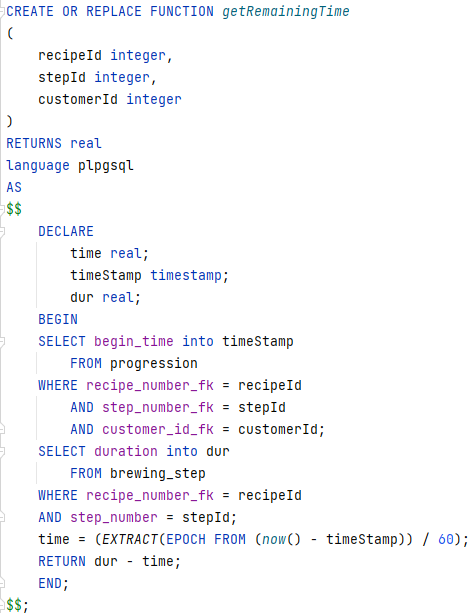 CREATE OR REPLACE FUNCTION getRemainingTime
(
    recipeId integer,
    stepId integer,
    customerId integer
)
RETURNS real
language plpgsql
AS
$$
    DECLARE
        time real;
        timeStamp timestamp;
        dur real;
    BEGIN
    SELECT begin_time into timeStamp
        FROM progression
    WHERE recipe_number_fk = recipeId
        AND step_number_fk = stepId
        AND customer_id_fk = customerId;
    SELECT duration into dur
        FROM brewing_step
    WHERE recipe_number_fk = recipeId
    AND step_number = stepId;
    time = (EXTRACT(EPOCH FROM (now() - timeStamp)) / 60);
    RETURN dur - time;
    END;
$$;